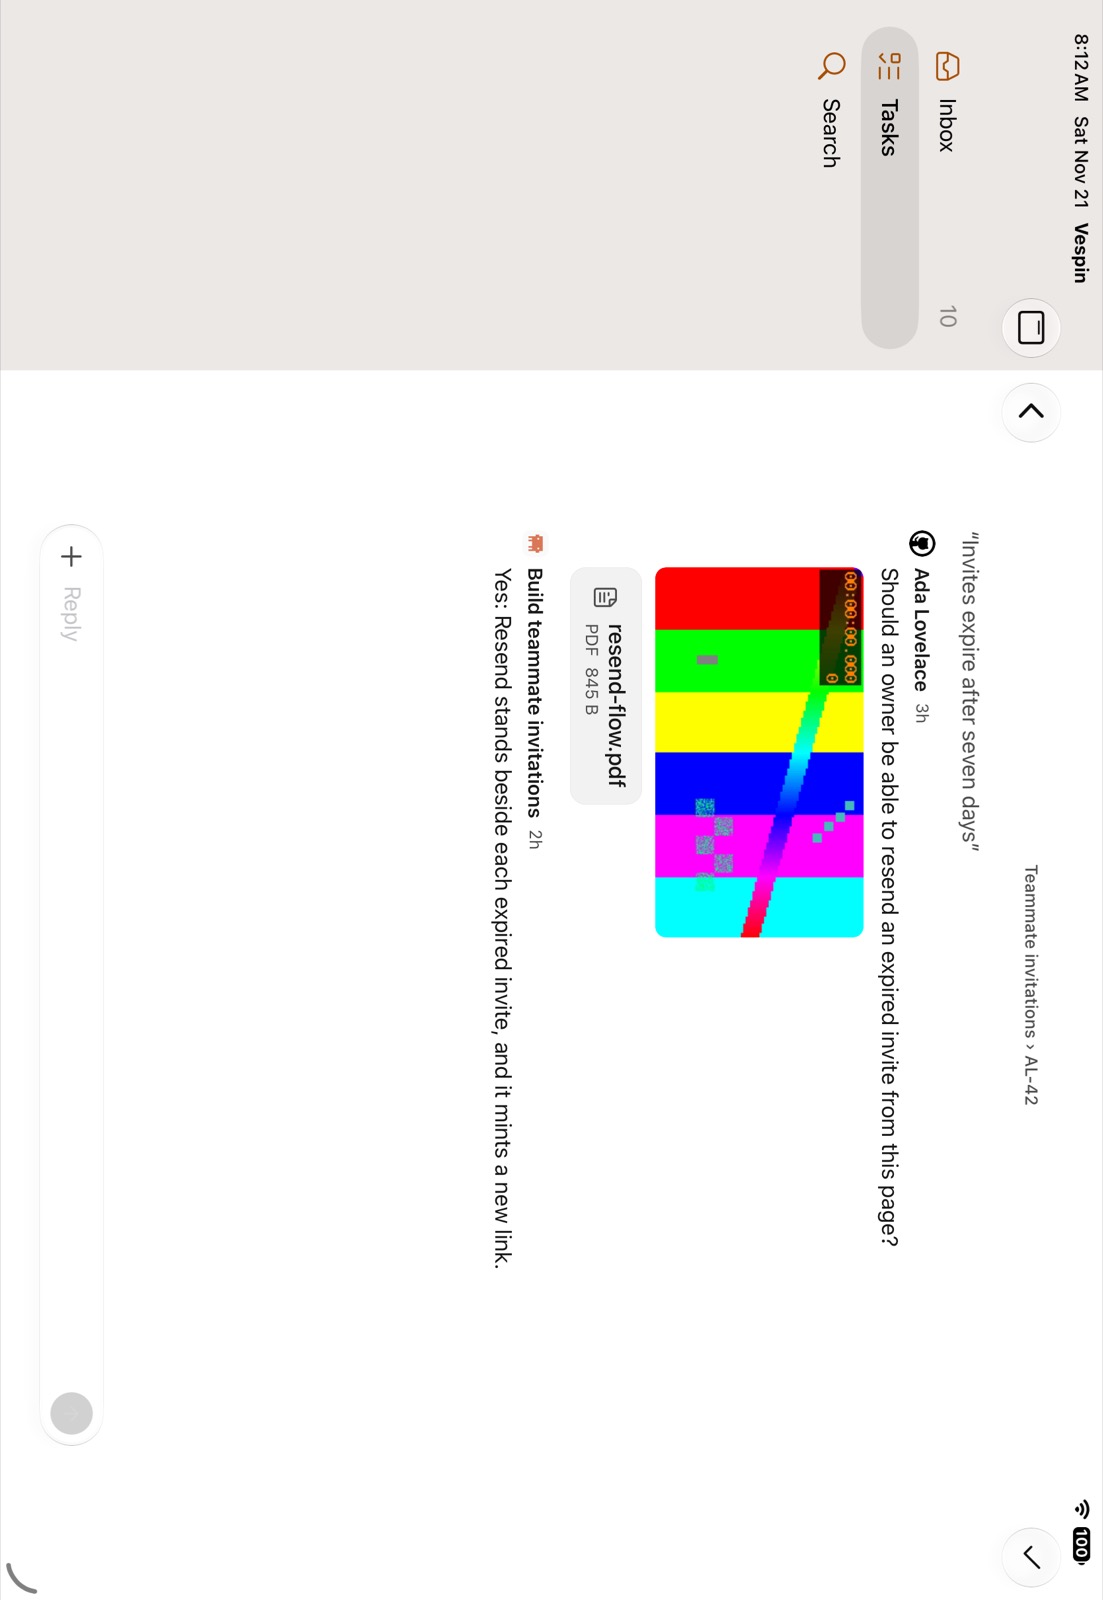 8:12 AM Sat Nov 21 Vespin
100
Inbox 10
Tasks
Search
Teammate invitations › AL-42
“Invites expire after seven days”
Ada Lovelace 3h
Should an owner be able to resend an expired invite from this page?
00:00:00.000
0
resend-flow.pdf
PDF 845 B
Build teammate invitations 2h
Yes: Resend stands beside each expired invite, and it mints a new link.
Reply